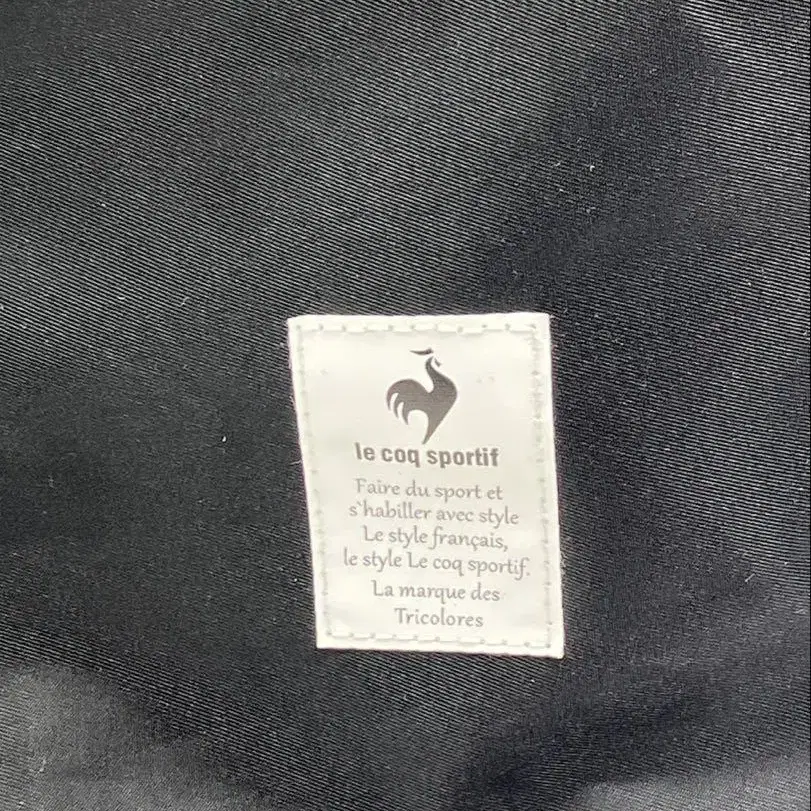 le coq sportif
Faire du sport et
s`habiller avec style
Le style français,
le style Le coq sportif.
La marque des
Tricolores